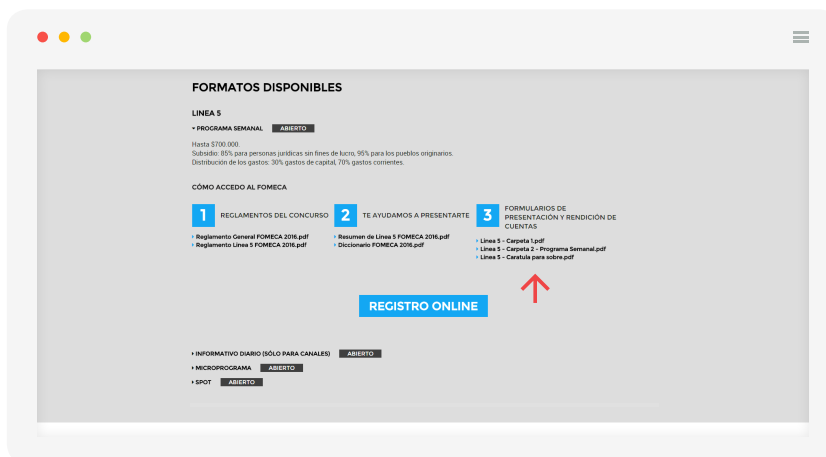 FORMATOS DISPONIBLES
LINEA 5
PROGRAMA SEMANAL ABIERTO
Hasta $700.000.
Subsidio: 85% para personas jurídicas sin fines de lucro, 95% para los pueblos originarios.
Distribución de los gastos: 30% gastos de capital, 70% gastos corrientes.
CÓMO ACCEDO AL FOMECA
1 REGLAMENTOS DEL CONCURSO
Reglamento General FOMECA 2016.pdf
Reglamento Línea 5 FOMECA 2016.pdf
2 TE AYUDAMOS A PRESENTARTE
Resumen de Línea 5 FOMECA 2016.pdf
Diccionario FOMECA 2016.pdf
3 FORMULARIOS DE
PRESENTACIÓN Y RENDICIÓN DE
CUENTAS
Línea 5 - Carpeta 1.pdf
Línea 5 - Carpeta 2 - Programa Semanal.pdf
Línea 5 - Caratula para sobre.pdf
REGISTRO ONLINE
INFORMATIVO DIARIO (SÓLO PARA CANALES) ABIERTO
MICROPROGRAMA ABIERTO
SPOT ABIERTO